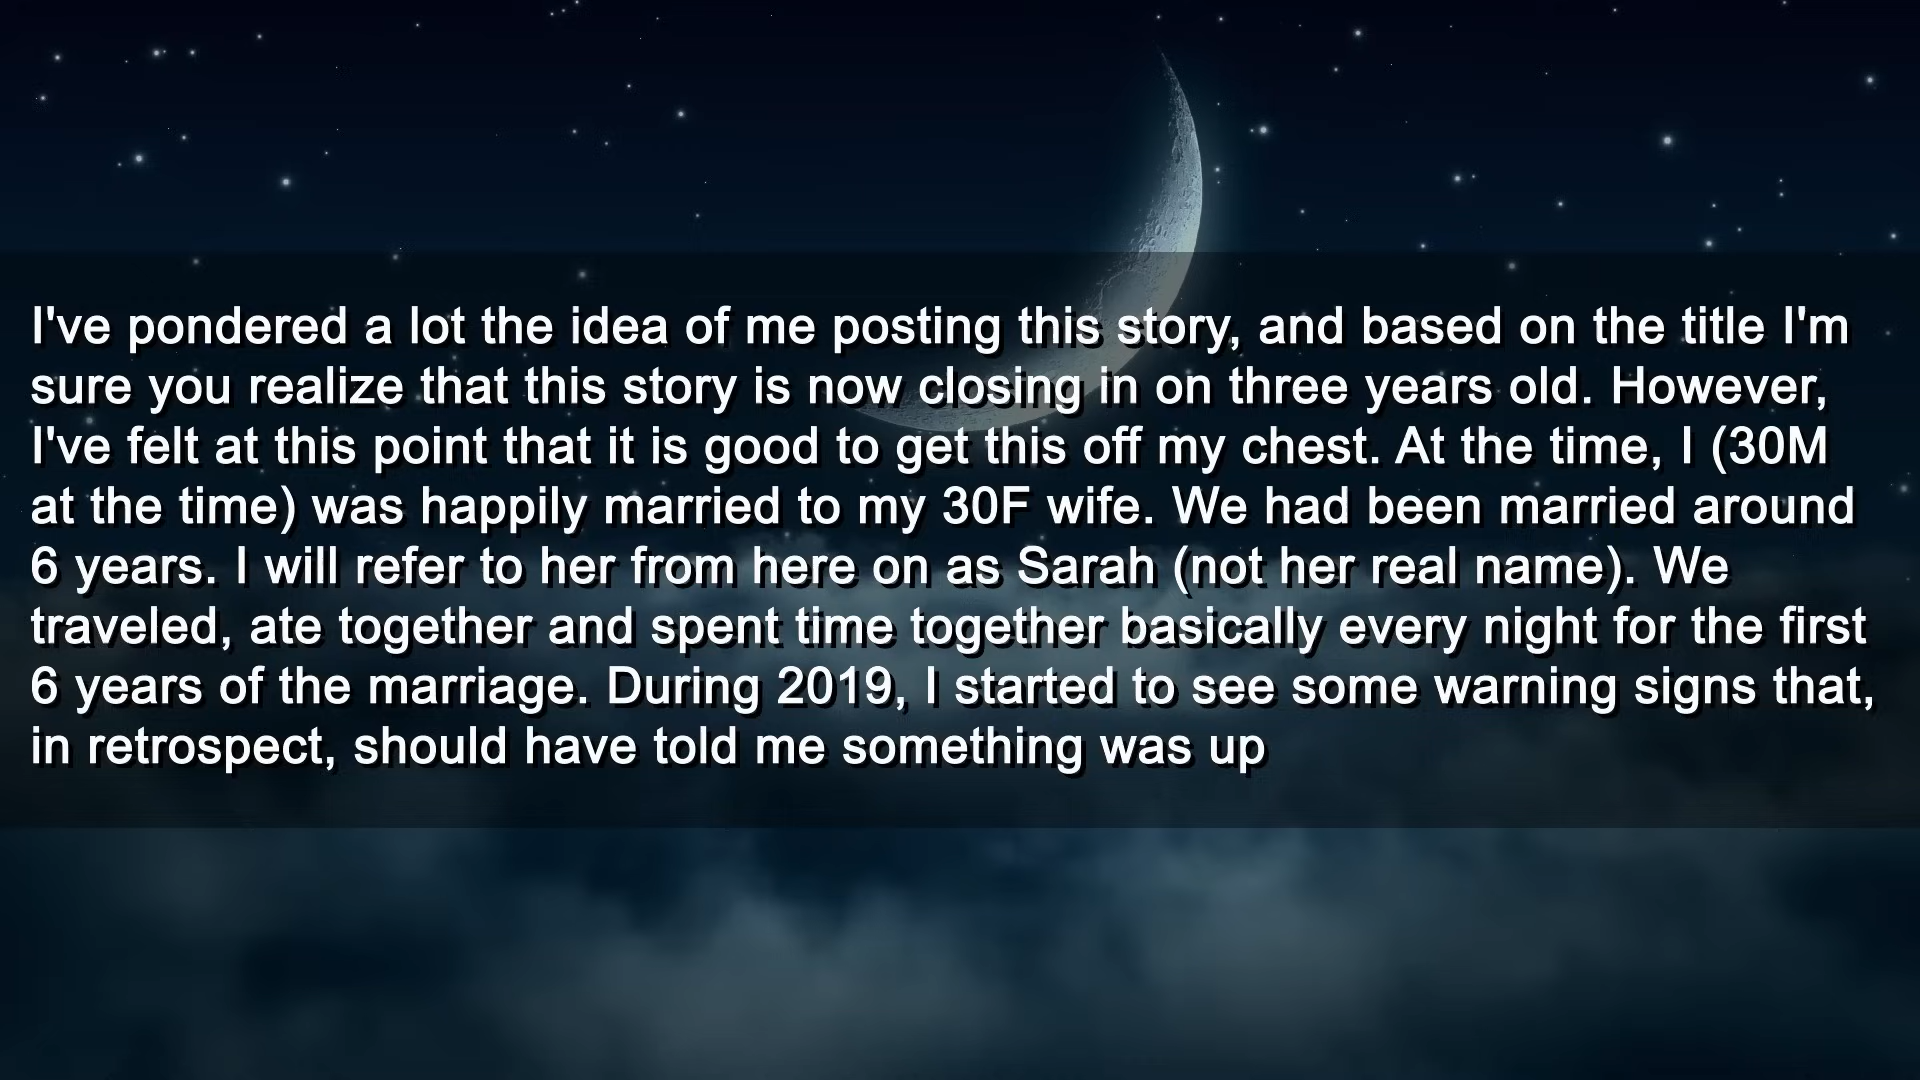 I've pondered a lot the idea of me posting this story, and based on the title I'm
sure you realize that this story is now closing in on three years old. However,
I've felt at this point that it is good to get this off my chest. At the time, I (30M
at the time) was happily married to my 30F wife. We had been married around
6 years. I will refer to her from here on as Sarah (not her real name). We
traveled, ate together and spent time together basically every night for the first
6 years of the marriage. During 2019, I started to see some warning signs that,
in retrospect, should have told me something was up